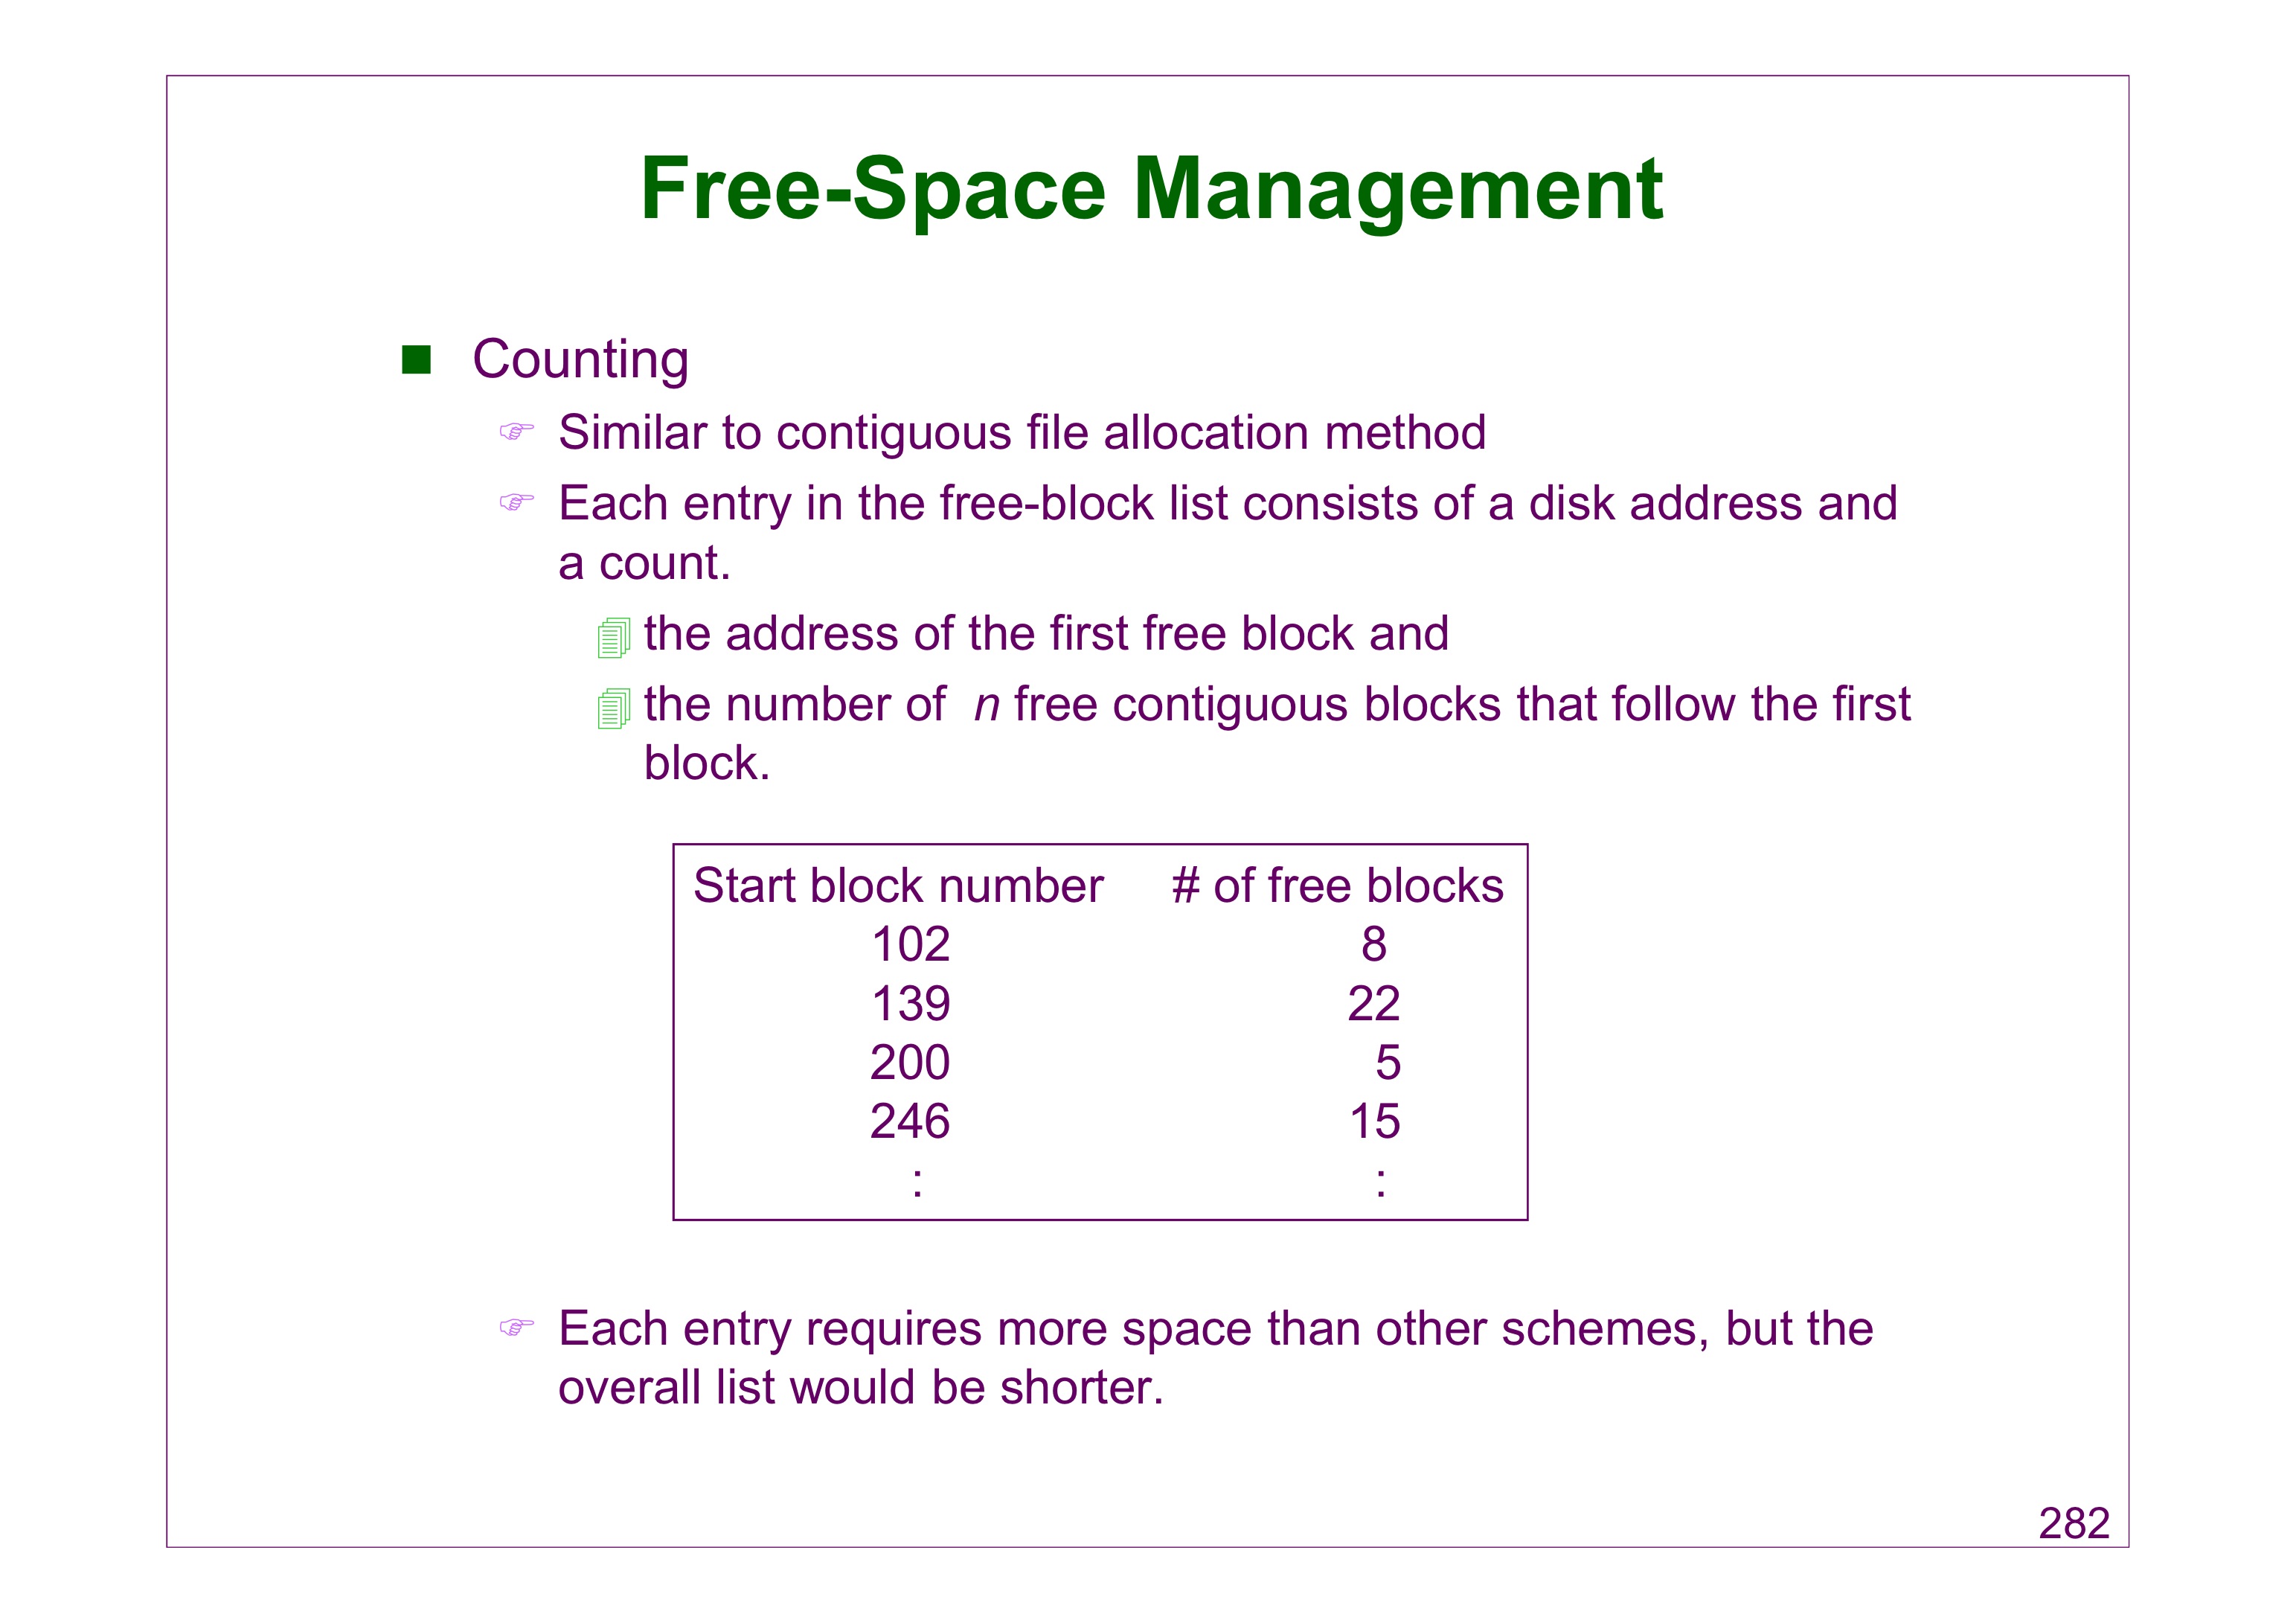 Free-Space Management
Counting
Similar to contiguous file allocation method
Each entry in the free-block list consists of a disk address and
a count.
the address of the first free block and
the number of n free contiguous blocks that follow the first
block.
Start block number # of free blocks
102 8
139 22
200 5
246 15
: :
Each entry requires more space than other schemes, but the
overall list would be shorter.
282